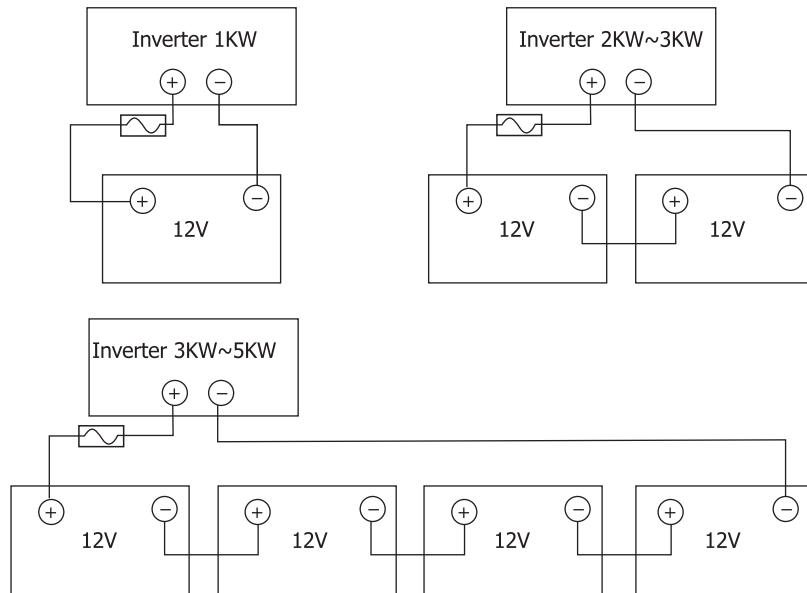 Inverter 1KW
+ −
+ −
12V
Inverter 2KW~3KW
+ −
+ − + −
12V 12V
Inverter 3KW~5KW
+ −
+ − + − + − + −
12V 12V 12V 12V